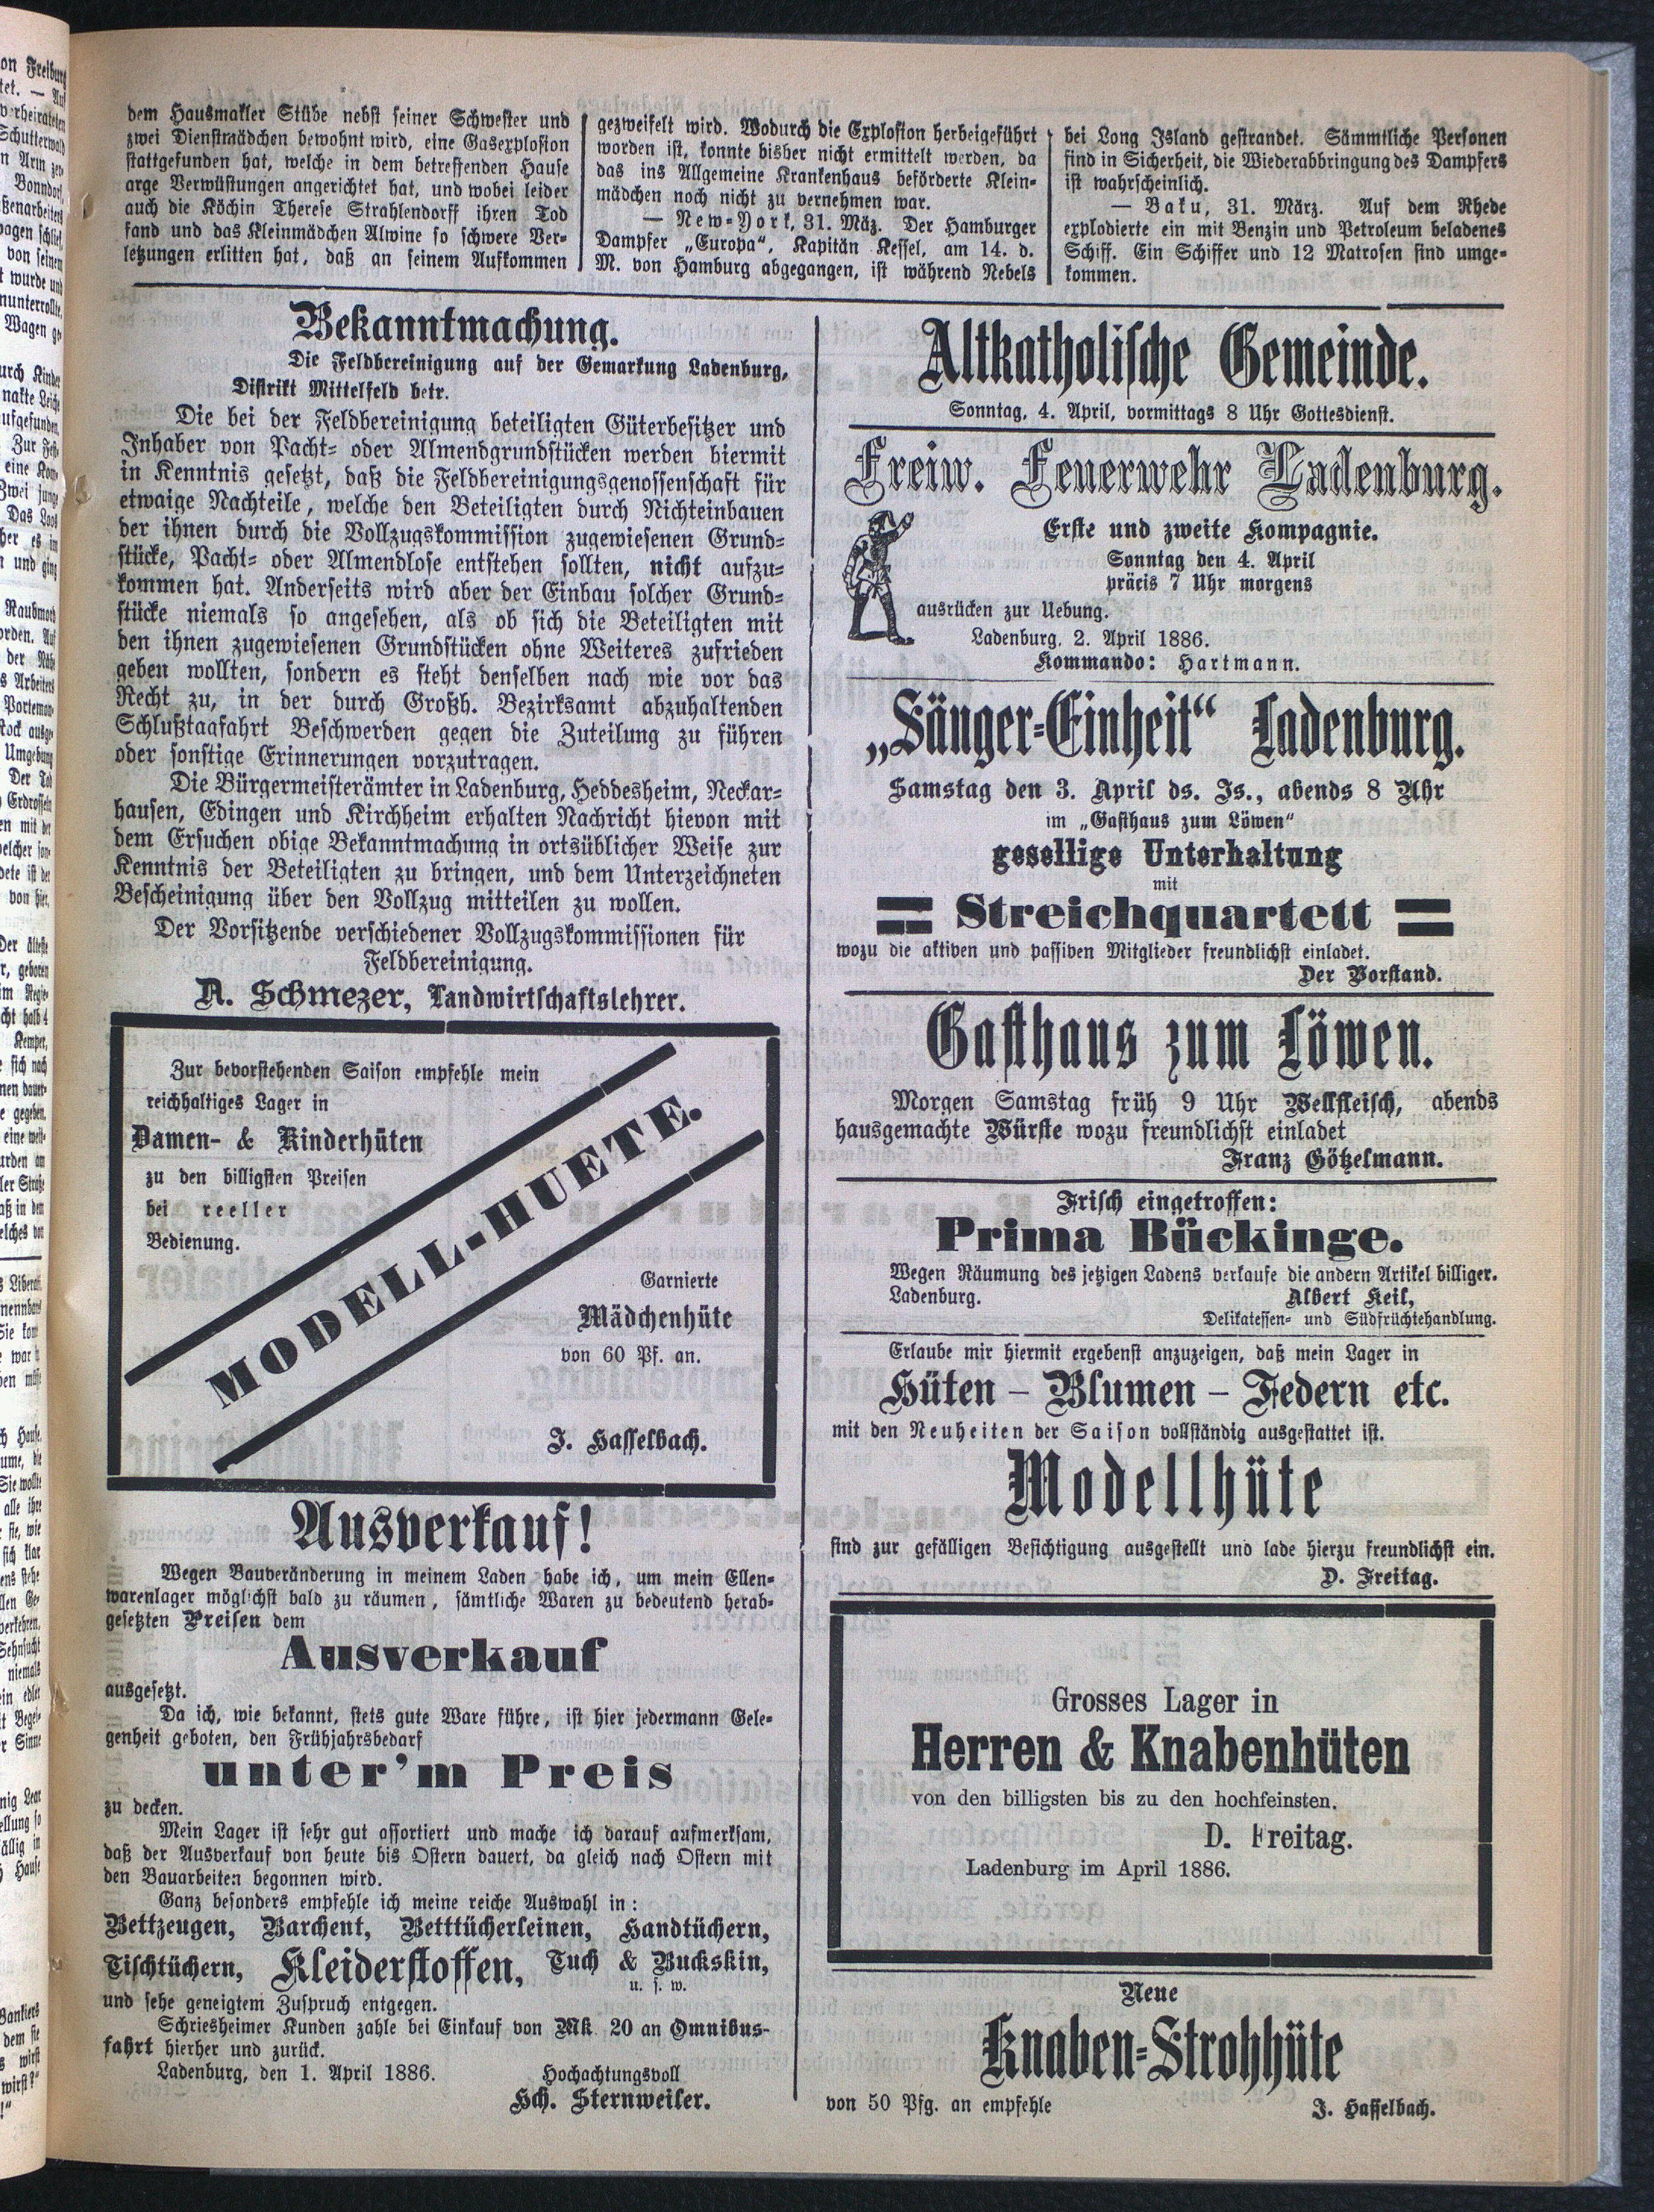 dem Hausmakler Stübe nebst seiner Schwester und
zwei Dienstmädchen bewohnt wird, eine Gasexplosion
stattgefunden hat, welche in dem betreffenden Hause
arge Verwüstungen angerichtet hat, und wobei leider
auch die Köchin Therese Strahlendorff ihren Tod
fand und das Kleinmädchen Alwine so schwere Ver-
letzungen erlitten hat, daß an seinem Aufkommen
gezweifelt wird. Wodurch die Explosion herbeigeführt
worden ist, konnte bisher nicht ermittelt werden, da
das ins Allgemeine Krankenhaus beförderte Klein-
mädchen noch nicht zu vernehmen war.
— New-York, 31. Mäz. Der Hamburger
Dampfer „Europa“, Kapitän Kessel, am 14. d.
M. von Hamburg abgegangen, ist während Nebels
bei Long Island gestrandet. Sämmtliche Personen
sind in Sicherheit, die Wiederabbringung des Dampfers
ist wahrscheinlich.
— Baku, 31. März. Auf dem Rhede
explodierte ein mit Benzin und Petroleum beladenes
Schiff. Ein Schiffer und 12 Matrosen sind umge-
kommen.
Bekanntmachung.
Die Feldbereinigung auf der Gemarkung Ladenburg,
Distrikt Mittelfeld betr.
Die bei der Feldbereinigung beteiligten Güterbesitzer und
Inhaber von Pacht- oder Almendgrundstücken werden hiermit
in Kenntnis gesetzt, daß die Feldbereinigungsgenossenschaft für
etwaige Nachteile, welche den Beteiligten durch Nichteinbauen
der ihnen durch die Vollzugskommission zugewiesenen Grund-
stücke, Pacht- oder Almendlose entstehen sollten, nicht aufzu-
kommen hat. Anderseits wird aber der Einbau solcher Grund-
stücke niemals so angesehen, als ob sich die Beteiligten mit
den ihnen zugewiesenen Grundstücken ohne Weiteres zufrieden
geben wollten, sondern es steht denselben nach wie vor das
Recht zu, in der durch Großh. Bezirksamt abzuhaltenden
Schlußtagfahrt Beschwerden gegen die Zuteilung zu führen
oder sonstige Erinnerungen vorzutragen.
Die Bürgermeisterämter in Ladenburg, Heddesheim, Neckar-
hausen, Edingen und Kirchheim erhalten Nachricht hievon mit
dem Ersuchen obige Bekanntmachung in ortsüblicher Weise zur
Kenntnis der Beteiligten zu bringen, und dem Unterzeichneten
Bescheinigung über den Vollzug mitteilen zu wollen.
Der Vorsitzende verschiedener Vollzugskommissionen für
Feldbereinigung.
A. Schmezer, Landwirtschaftslehrer.
Zur bevorstehenden Saison empfehle mein
reichhaltiges Lager in
Damen- & Kinderhüten
zu den billigsten Preisen
bei reeller
Bedienung.
MODELL-HUETE.
Garnierte
Mädchenhüte
von 60 Pf. an.
J. Hasselbach.
Ausverkauf!
Wegen Bauveränderung in meinem Laden habe ich, um mein Ellen-
warenlager möglichst bald zu räumen, sämtliche Waren zu bedeutend herab-
gesetzten Preisen dem
Ausverkauf
ausgesetzt.
Da ich, wie bekannt, stets gute Ware führe, ist hier jedermann Gele-
genheit geboten, den Frühjahrsbedarf
unter'm Preis
zu decken.
Mein Lager ist sehr gut assortiert und mache ich darauf aufmerksam,
daß der Ausverkauf von heute bis Ostern dauert, da gleich nach Ostern mit
den Bauarbeiten begonnen wird.
Ganz besonders empfehle ich meine reiche Auswahl in:
Bettzeugen, Barchent, Betttücherleinen, Handtüchern,
Tischtüchern, Kleiderstoffen, Tuch & Buckskin,
u. s. w.
und sehe geneigtem Zuspruch entgegen.
Schriesheimer Kunden zahle bei Einkauf von Mk. 20 an Omnibus-
fahrt hierher und zurück.
Ladenburg, den 1. April 1886. Hochachtungsvoll
Hch. Sternweiler.
Altkatholische Gemeinde.
Sonntag, 4. April, vormittags 8 Uhr Gottesdienst.
Freiw. Feuerwehr Ladenburg.
Erste und zweite Kompagnie.
Sonntag den 4. April
präcis 7 Uhr morgens
ausrücken zur Uebung.
Ladenburg, 2. April 1886.
Kommando: Hartmann.
„Sänger-Einheit“ Ladenburg.
Samstag den 3. April ds. Js., abends 8 Uhr
im „Gasthaus zum Löwen“
gesellige Unterhaltung
mit
Streichquartett
wozu die aktiven und passiven Mitglieder freundlichst einladet.
Der Vorstand.
Gasthaus zum Löwen.
Morgen Samstag früh 9 Uhr Wellfleisch, abends
hausgemachte Würste wozu freundlichst einladet
Franz Götzelmann.
Frisch eingetroffen:
Prima Bückinge.
Wegen Räumung des jetzigen Ladens verkaufe die andern Artikel billiger.
Ladenburg. Albert Keil,
Delikatessen- und Südfrüchtehandlung.
Erlaube mir hiermit ergebenst anzuzeigen, daß mein Lager in
Hüten – Blumen – Federn etc.
mit den Neuheiten der Saison vollständig ausgestattet ist.
Modellhüte
sind zur gefälligen Besichtigung ausgestellt und lade hierzu freundlichst ein.
D. Freitag.
Grosses Lager in
Herren & Knabenhüten
von den billigsten bis zu den hochfeinsten.
D. Freitag.
Ladenburg im April 1886.
Neue
Knaben-Strohhüte
von 50 Pfg. an empfehle J. Hasselbach.